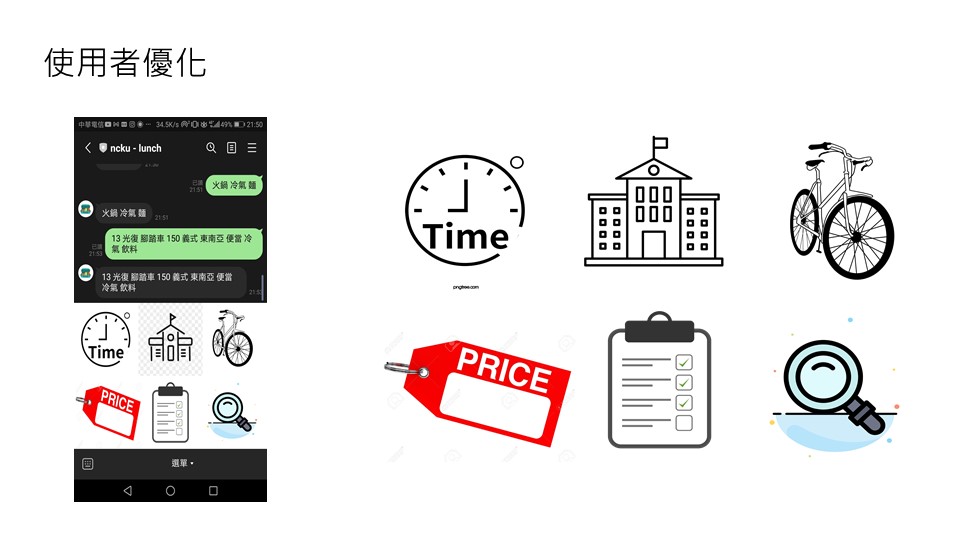 使用者優化
中華電信 34.5K/s 49% 21:50
ncku - lunch
已讀
21:51
火鍋 冷氣 麵
火鍋 冷氣 麵
21:51
13 光復 腳踏車 150 義式 東南亞 便當 冷
氣 飲料
已讀
21:53
13 光復 腳踏車 150 義式 東南亞 便當
冷氣 飲料
Time
PRICE
選單
Time
pngtree.com
PRICE